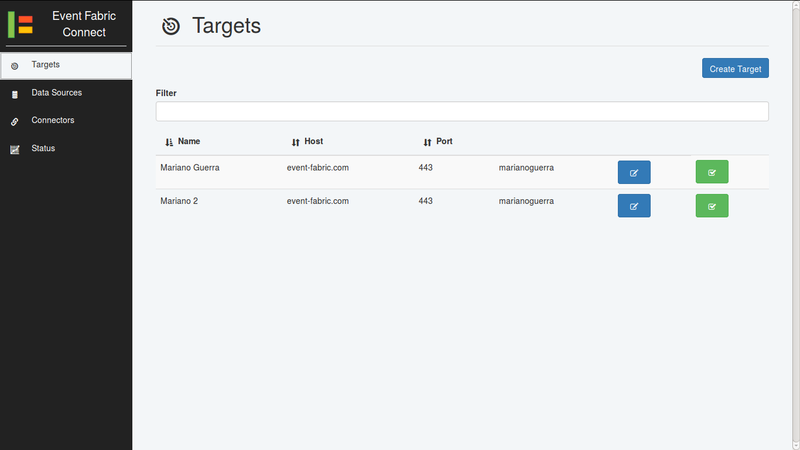 Event Fabric
Connect
Targets
Data Sources
Connectors
Status
Targets
Create Target
Filter
Name Host Port
Mariano Guerra event-fabric.com 443 marianoguerra
Mariano 2 event-fabric.com 443 marianoguerra